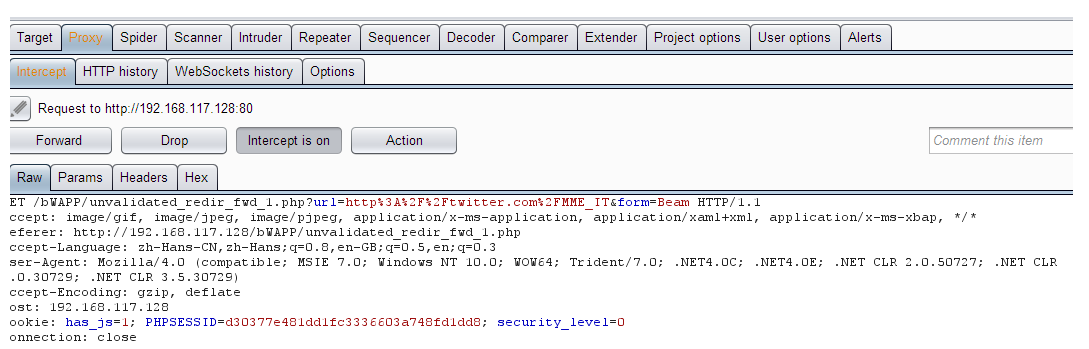 Target Proxy Spider Scanner Intruder Repeater Sequencer Decoder Comparer Extender Project options User options Alerts
Intercept HTTP history WebSockets history Options
Request to http://192.168.117.128:80
Forward Drop Intercept is on Action Comment this item
Raw Params Headers Hex
ET /bWAPP/unvalidated_redir_fwd_1.php?url=http%3A%2F%2Ftwitter.com%2FMME_IT&form=Beam HTTP/1.1
ccept: image/gif, image/jpeg, image/pjpeg, application/x-ms-application, application/xaml+xml, application/x-ms-xbap, */*
eferer: http://192.168.117.128/bWAPP/unvalidated_redir_fwd_1.php
ccept-Language: zh-Hans-CN,zh-Hans;q=0.8,en-GB;q=0.5,en;q=0.3
ser-Agent: Mozilla/4.0 (compatible; MSIE 7.0; Windows NT 10.0; WOW64; Trident/7.0; .NET4.0C; .NET4.0E; .NET CLR 2.0.50727; .NET CLR
.0.30729; .NET CLR 3.5.30729)
ccept-Encoding: gzip, deflate
ost: 192.168.117.128
ookie: has_js=1; PHPSESSID=d30377e481dd1fc3336603a748fd1dd8; security_level=0
onnection: close